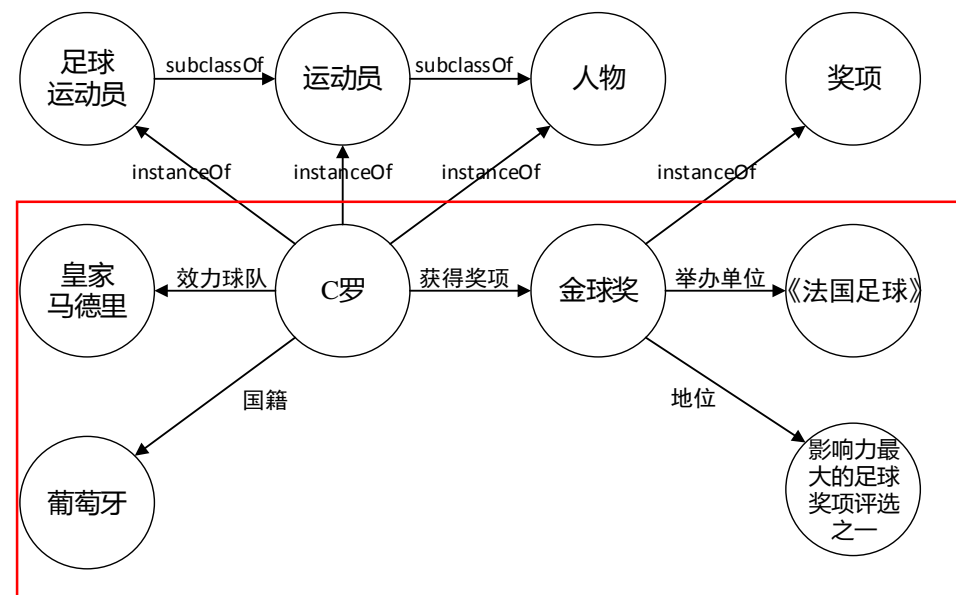 足球
运动员
subclassOf
运动员
subclassOf
人物
奖项
instanceOf
instanceOf
instanceOf
instanceOf
皇家
马德里
效力球队
C罗
获得奖项
金球奖
举办单位
《法国足球》
国籍
地位
葡萄牙
影响力最
大的足球
奖项评选
之一